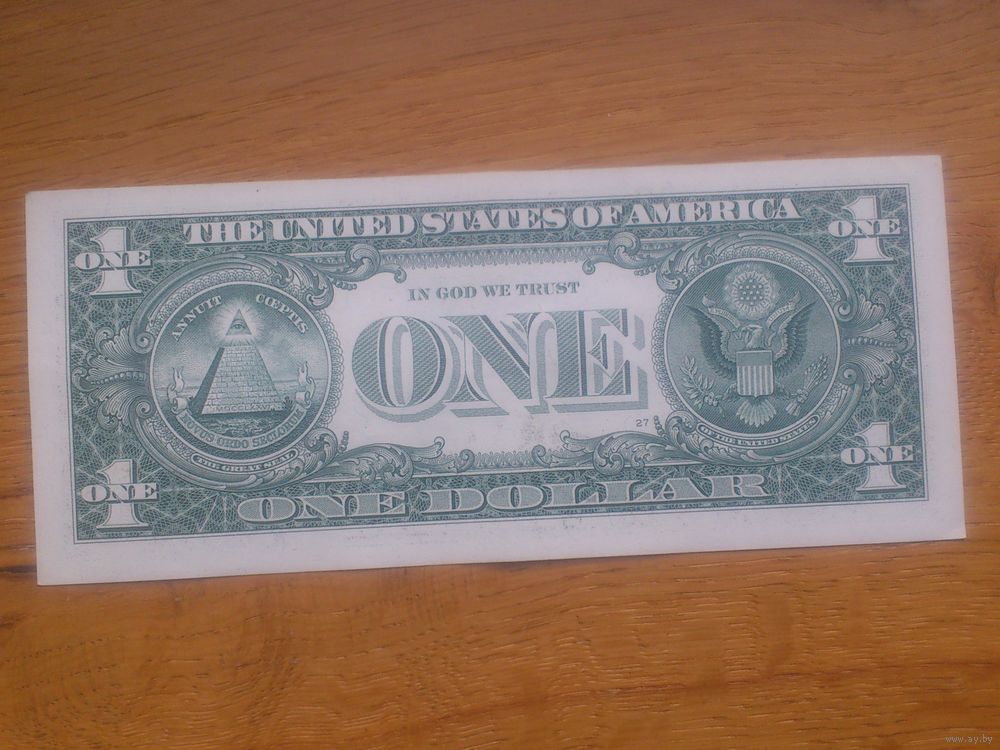 THE UNITED STATES OF AMERICA
1
ONE
1
ONE
IN GOD WE TRUST
ANNUIT CŒPTIS
ONE
MDCCLXXVI
NOVUS ORDO SECLORUM
THE GREAT SEAL
27
OF THE UNITED STATES
1
ONE
1
ONE
ONE DOLLAR
www.ay.by